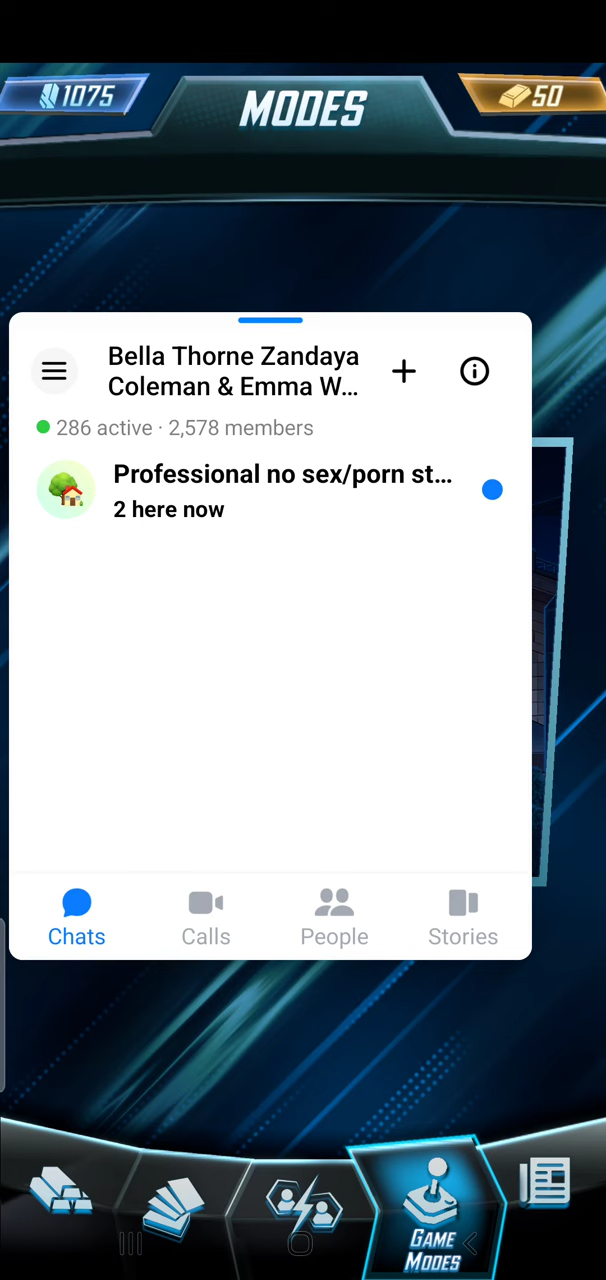 1075
MODES
50
Bella Thorne Zandaya
Coleman & Emma W...
286 active · 2,578 members
Professional no sex/porn st...
2 here now
Chats
Calls
People
Stories
GAME
MODES